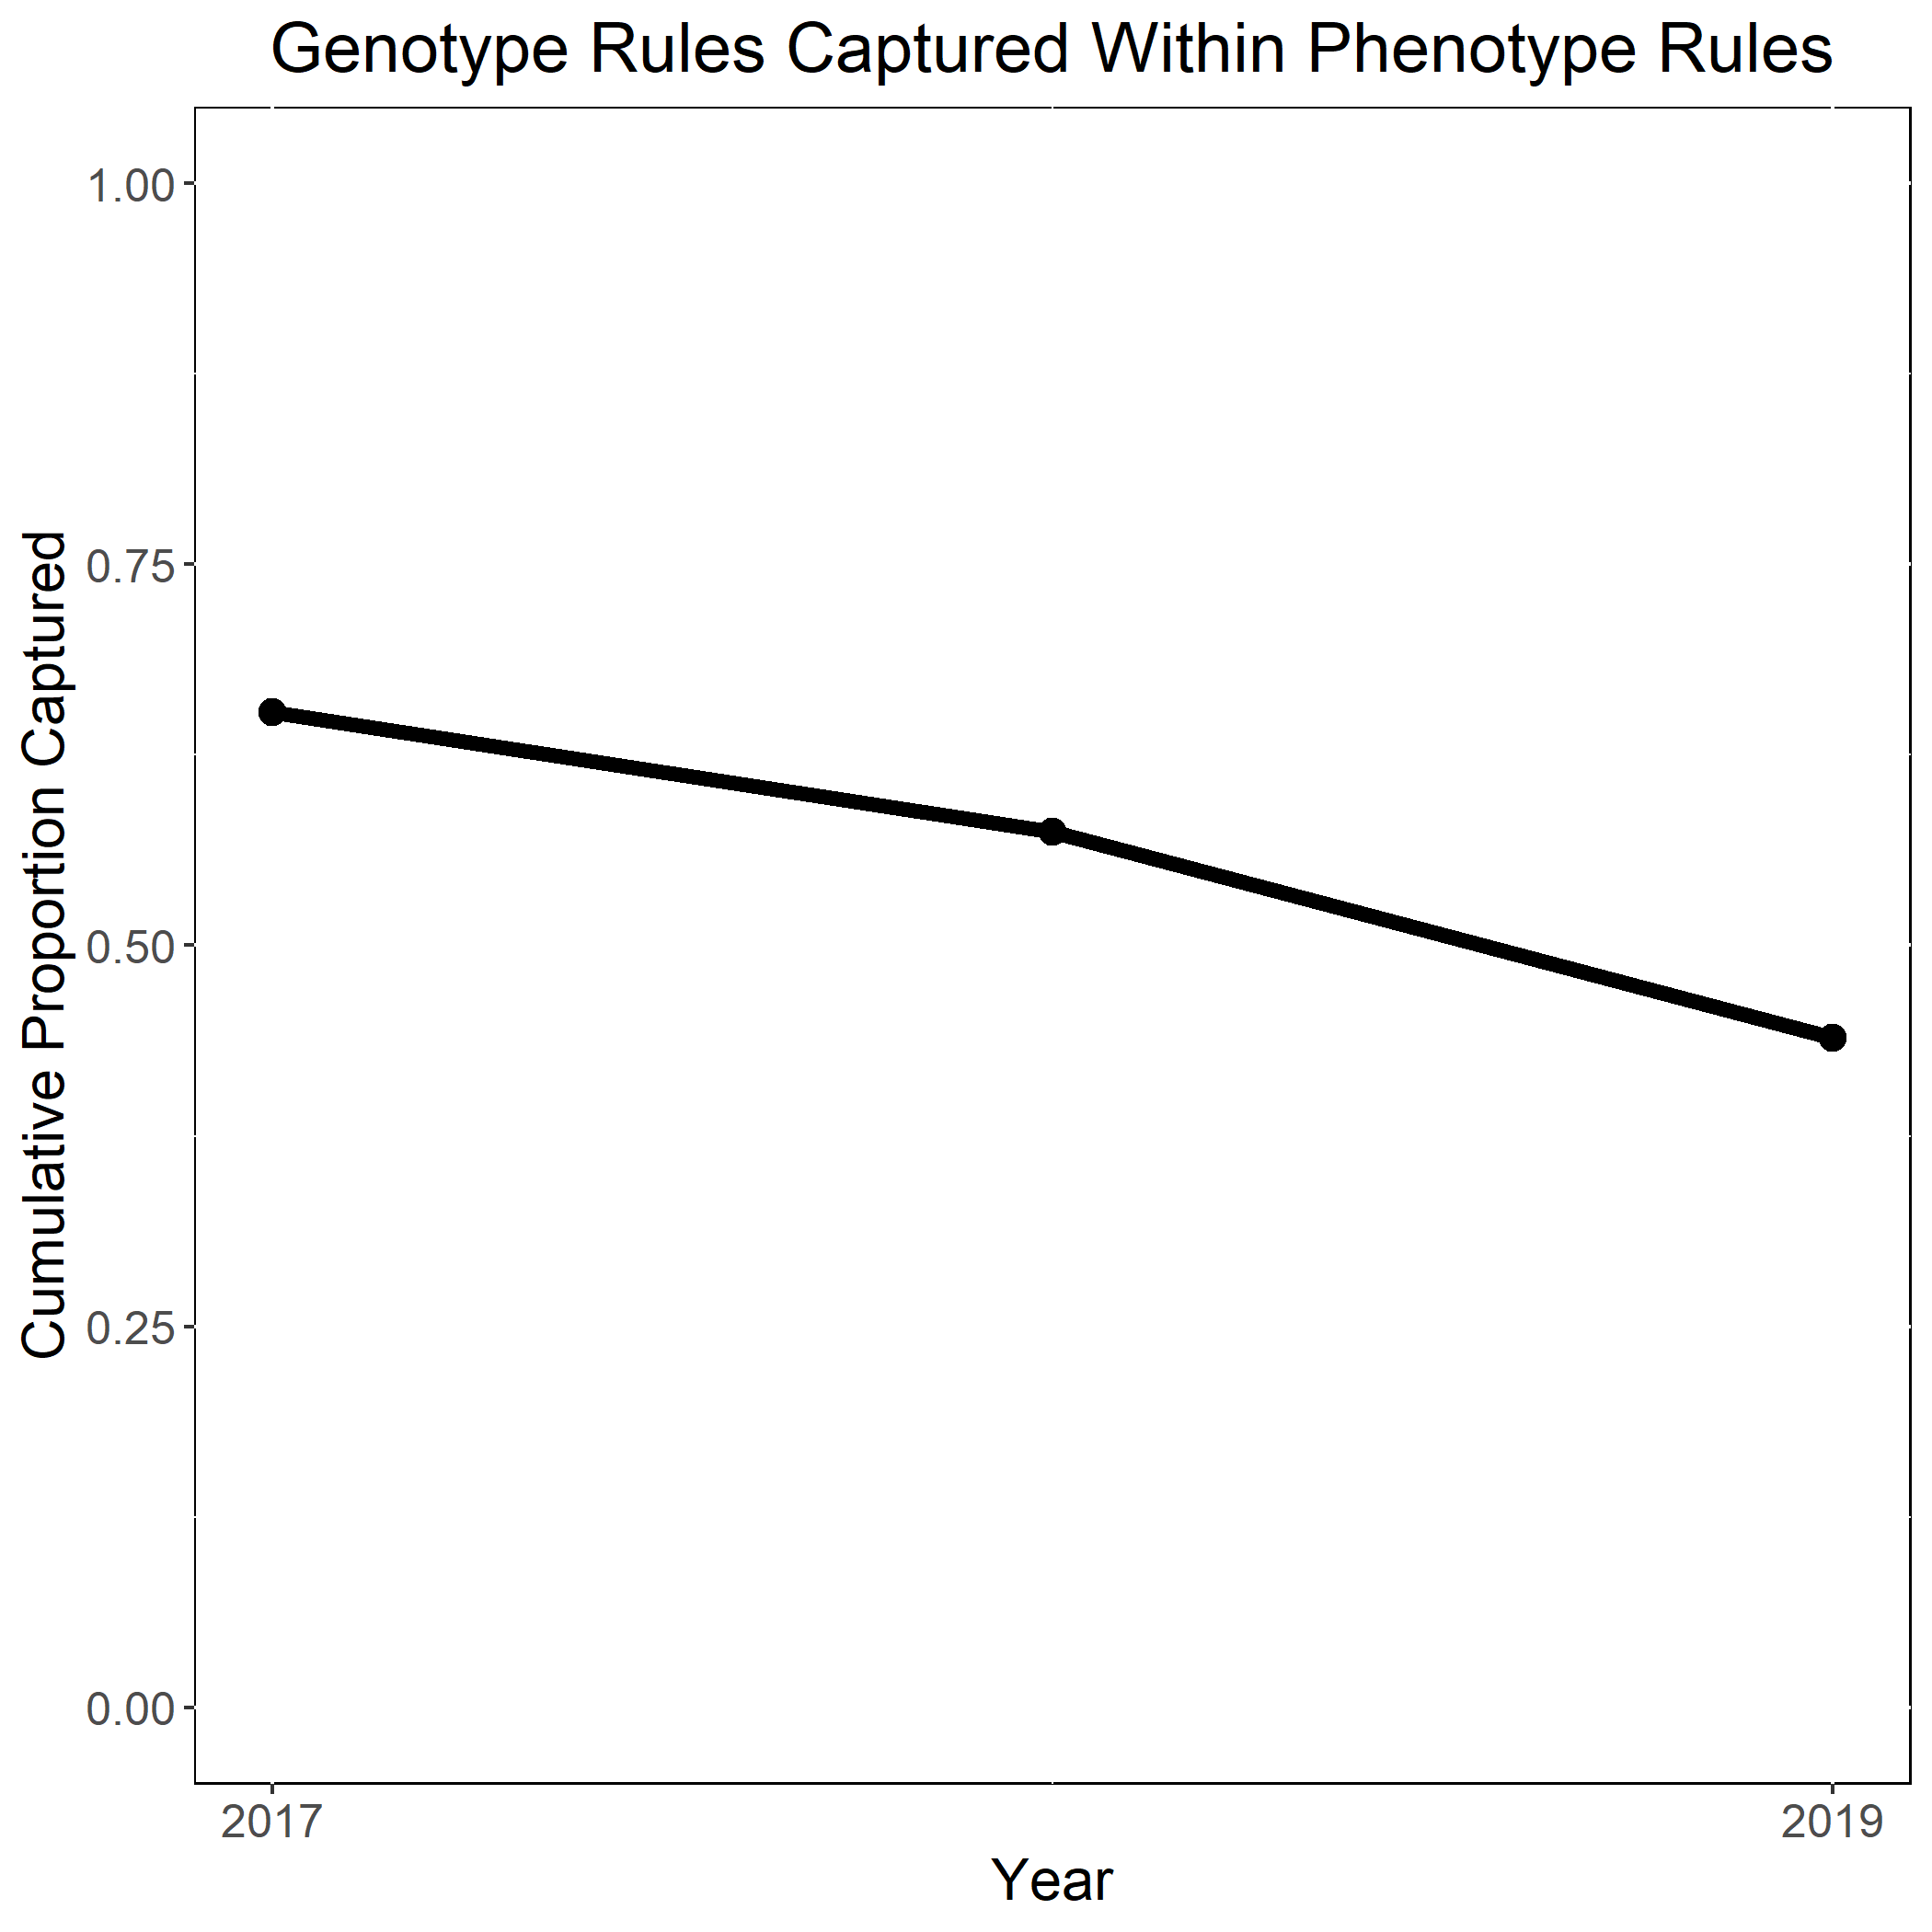 Genotype Rules Captured Within Phenotype Rules
Cumulative Proportion Captured
1.00
0.75
0.50
0.25
0.00
2017
2019
Year